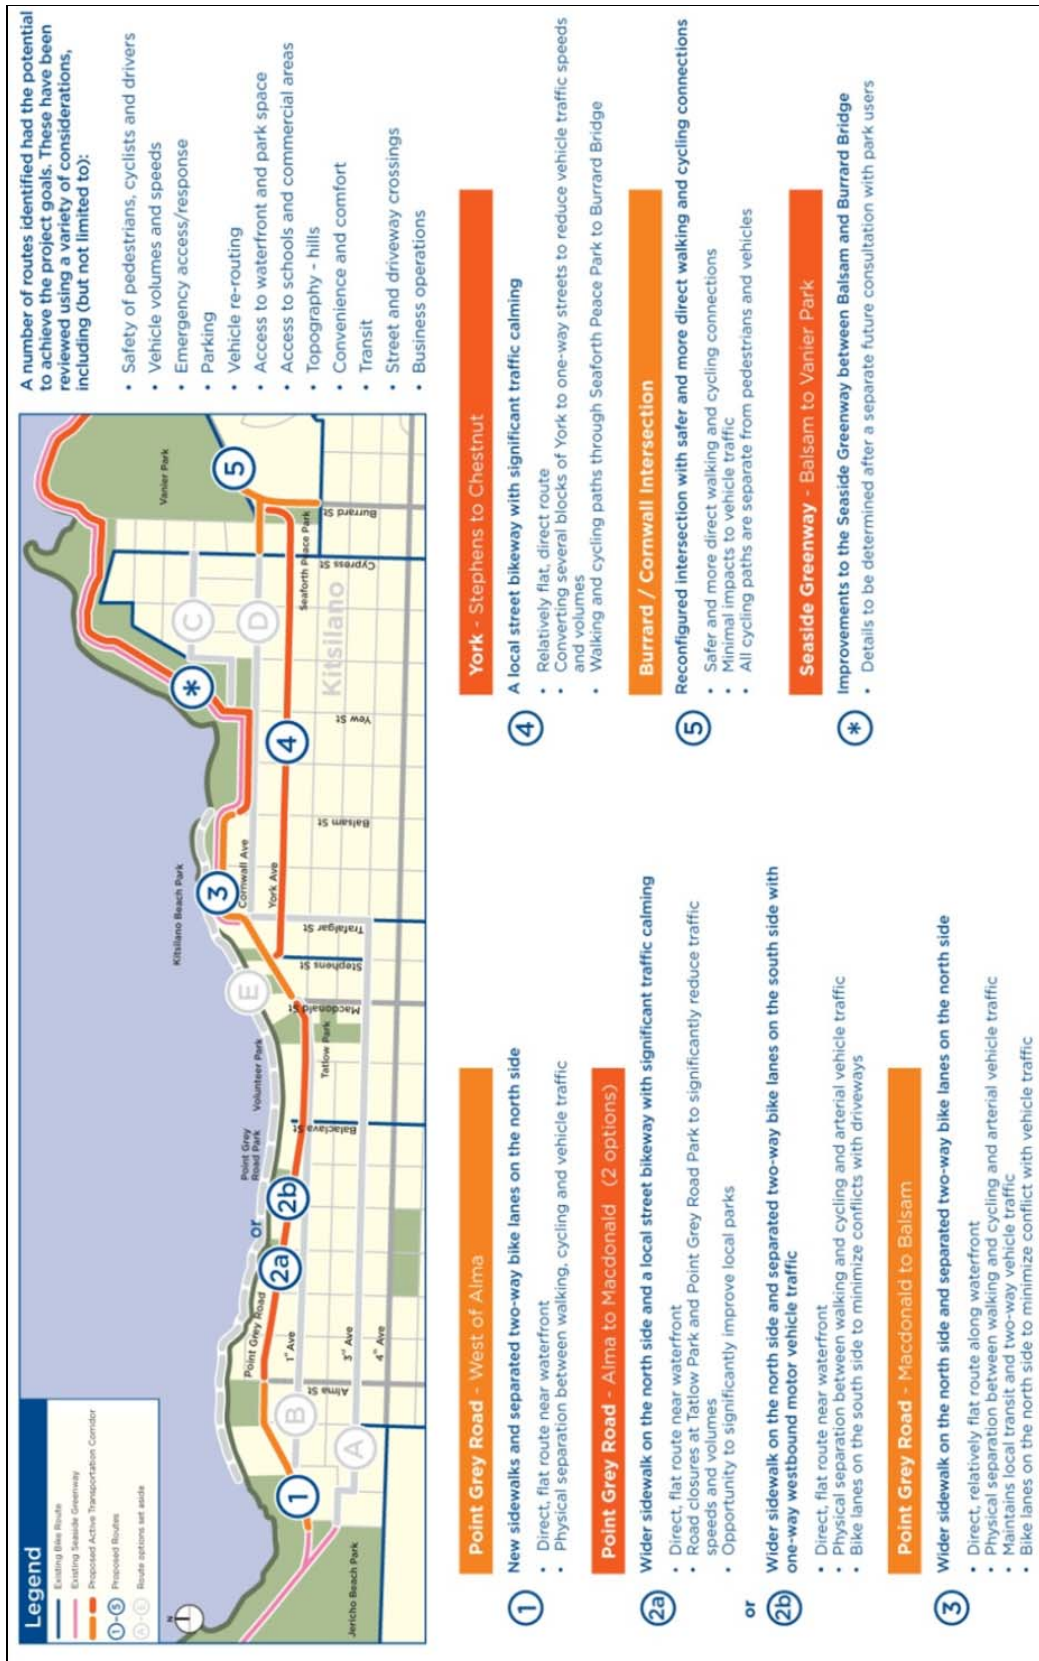 Legend
Existing Bike Route
Existing Seaside Greenway
Proposed Active Transportation Corridor
1-5 Proposed Routes
A-E Route options set aside
N
Jericho Beach Park
1
A
B
Alma St
Point Grey Road
1st Ave
3rd Ave
4th Ave
2a
or
2b
Point Grey
Road Park
Volunteer Park
Balaclava St
Tatlow Park
Macdonald St
E
Stephens St
Trafalgar St
Kitsilano Beach Park
3
Cornwall Ave
York Ave
Balsam St
4
Yew St
*
C
D
Kitsilano
Cypress St
Seaforth Peace Park
Burrard St
5
Vanier Park
A number of routes identified had the potential
to achieve the project goals. These have been
reviewed using a variety of considerations,
including (but not limited to):
• Safety of pedestrians, cyclists and drivers
• Vehicle volumes and speeds
• Emergency access/response
• Parking
• Vehicle re-routing
• Access to waterfront and park space
• Access to schools and commercial areas
• Topography - hills
• Convenience and comfort
• Transit
• Street and driveway crossings
• Business operations
Point Grey Road - West of Alma
1 New sidewalks and separated two-way bike lanes on the north side
• Direct, flat route near waterfront
• Physical separation between walking, cycling and vehicle traffic
Point Grey Road - Alma to Macdonald (2 options)
2a Wider sidewalk on the north side and a local street bikeway with significant traffic calming
• Direct, flat route near waterfront
• Road closures at Tatlow Park and Point Grey Road Park to significantly reduce traffic
speeds and volumes
• Opportunity to significantly improve local parks
or
2b Wider sidewalk on the north side and separated two-way bike lanes on the south side with
one-way westbound motor vehicle traffic
• Direct, flat route near waterfront
• Physical separation between walking and cycling and arterial vehicle traffic
• Bike lanes on the south side to minimize conflicts with driveways
Point Grey Road - Macdonald to Balsam
3 Wider sidewalk on the north side and separated two-way bike lanes on the north side
• Direct, relatively flat route along waterfront
• Physical separation between walking and cycling and arterial vehicle traffic
• Maintains local transit and two-way vehicle traffic
• Bike lanes on the north side to minimize conflict with vehicle traffic
York - Stephens to Chestnut
4 A local street bikeway with significant traffic calming
• Relatively flat, direct route
• Converting several blocks of York to one-way streets to reduce vehicle traffic speeds
and volumes
• Walking and cycling paths through Seaforth Peace Park to Burrard Bridge
Burrard / Cornwall Intersection
5 Reconfigured intersection with safer and more direct walking and cycling connections
• Safer and more direct walking and cycling connections
• Minimal impacts to vehicle traffic
• All cycling paths are separate from pedestrians and vehicles
Seaside Greenway - Balsam to Vanier Park
* Improvements to the Seaside Greenway between Balsam and Burrard Bridge
• Details to be determined after a separate future consultation with park users